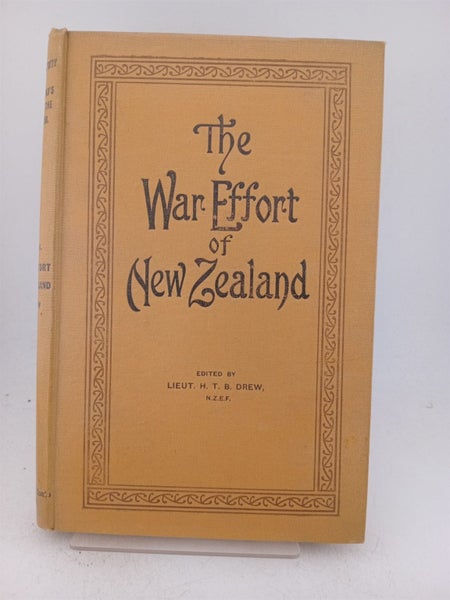 The
War Effort
of
New Zealand
EDITED BY
LIEUT. H. T. B. DREW,
N.Z.E.F.